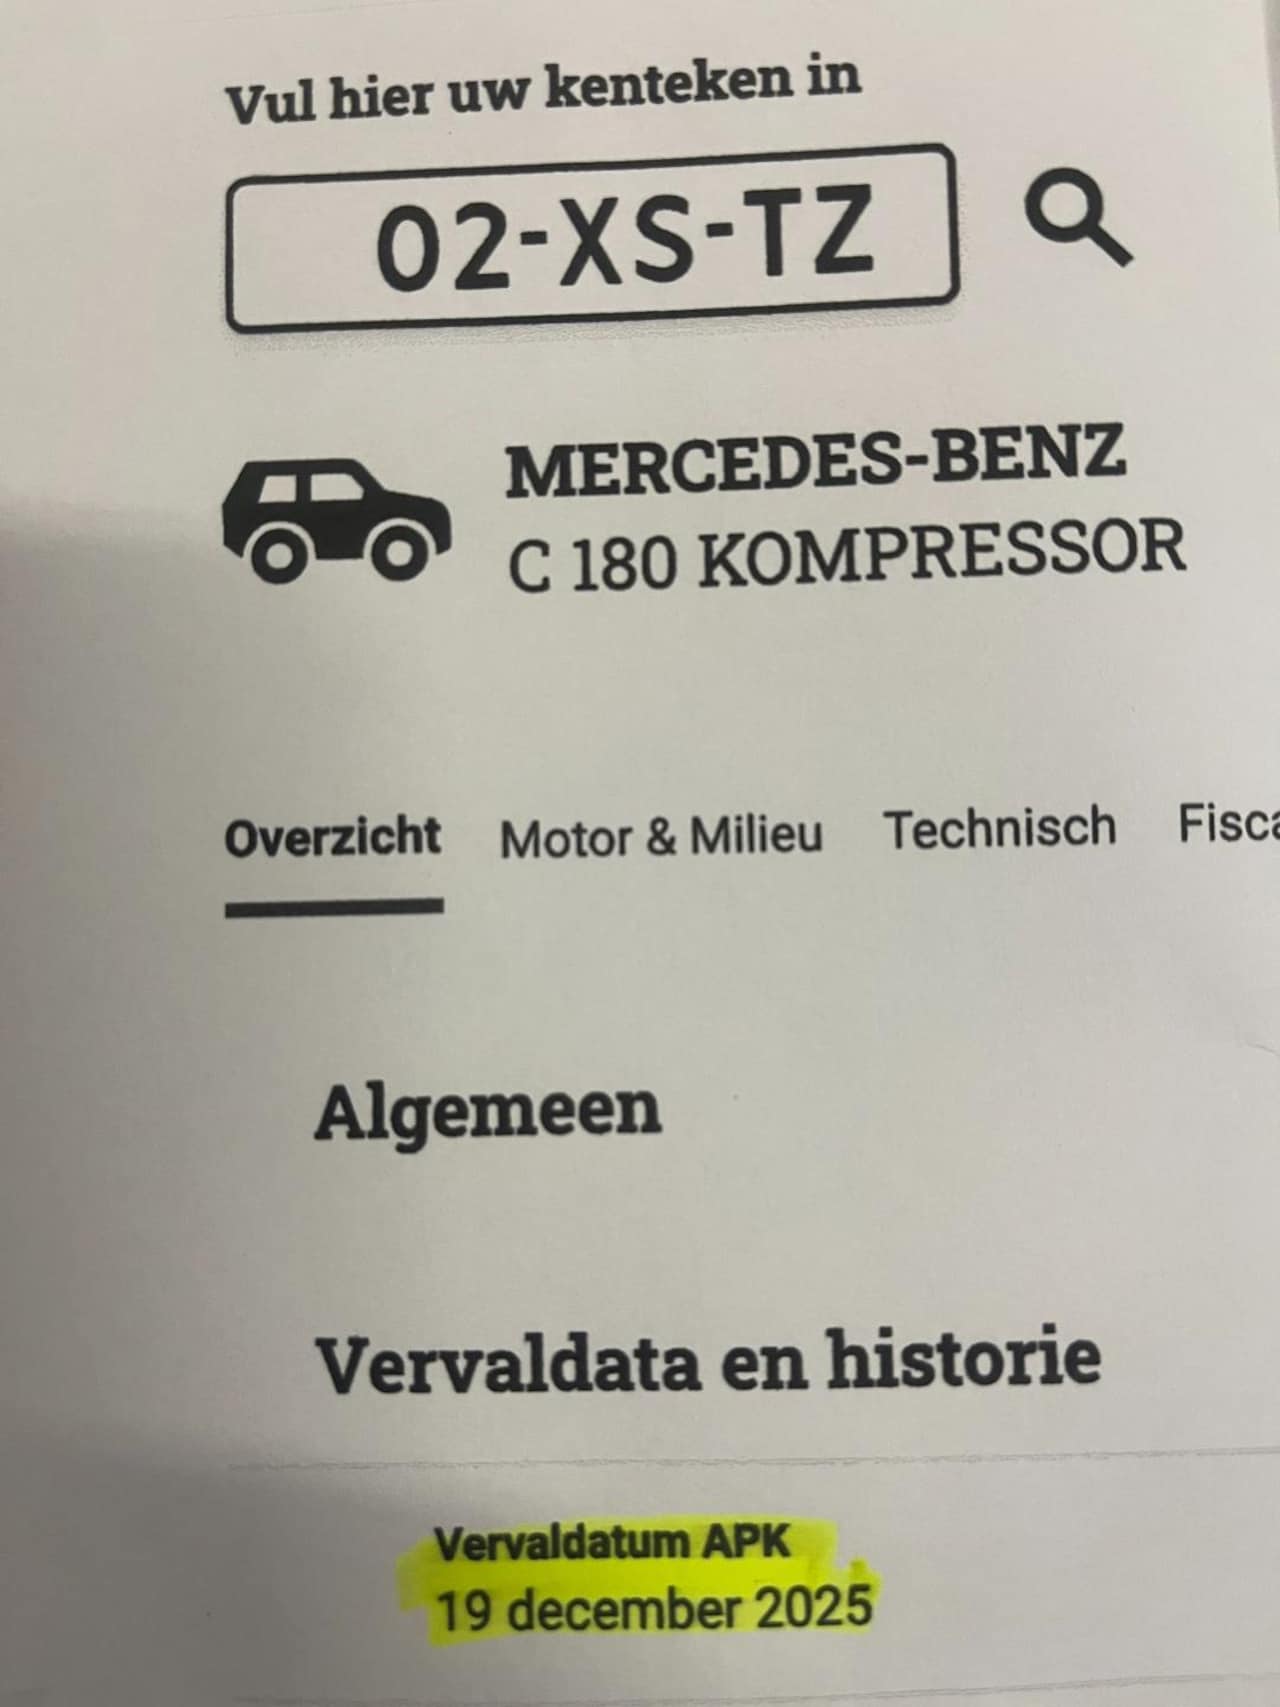 Vul hier uw kenteken in
02-XS-TZ
MERCEDES-BENZ
C 180 KOMPRESSOR
Overzicht Motor & Milieu Technisch Fisca
Algemeen
Vervaldata en historie
Vervaldatum APK
19 december 2025